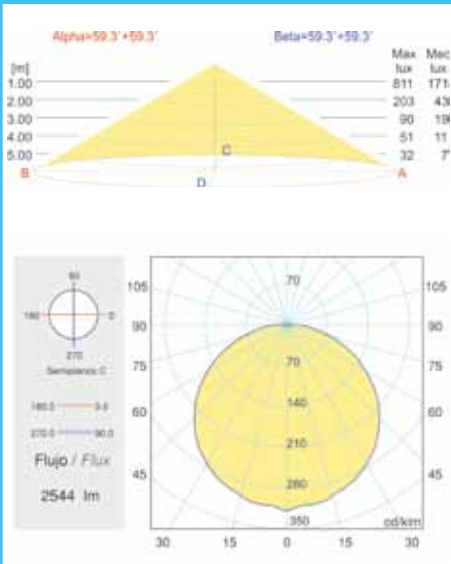 Alpha=59.3°+59.3° Beta=59.3°+59.3°
Max
[m] lux lux
1.00 811
2.00 203
3.00 90
4.00 51 11
5.00 32
C
B D A
70
90
105 105
180 0
90 90
270
75 70 75
Semiplanos C
140
60 60
180.0 0.0
270.0 90.0
210
Flujo / Flux
45 45
280
2544 lm
350 cd/klm
30 15 0 15 30